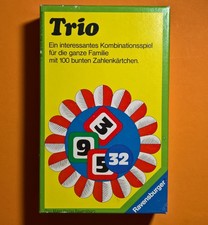 Trio
Ein interessantes Kombinationsspiel
für die ganze Familie
mit 100 bunten Zahlenkärtchen.
3
9
5
32
Ravensburger